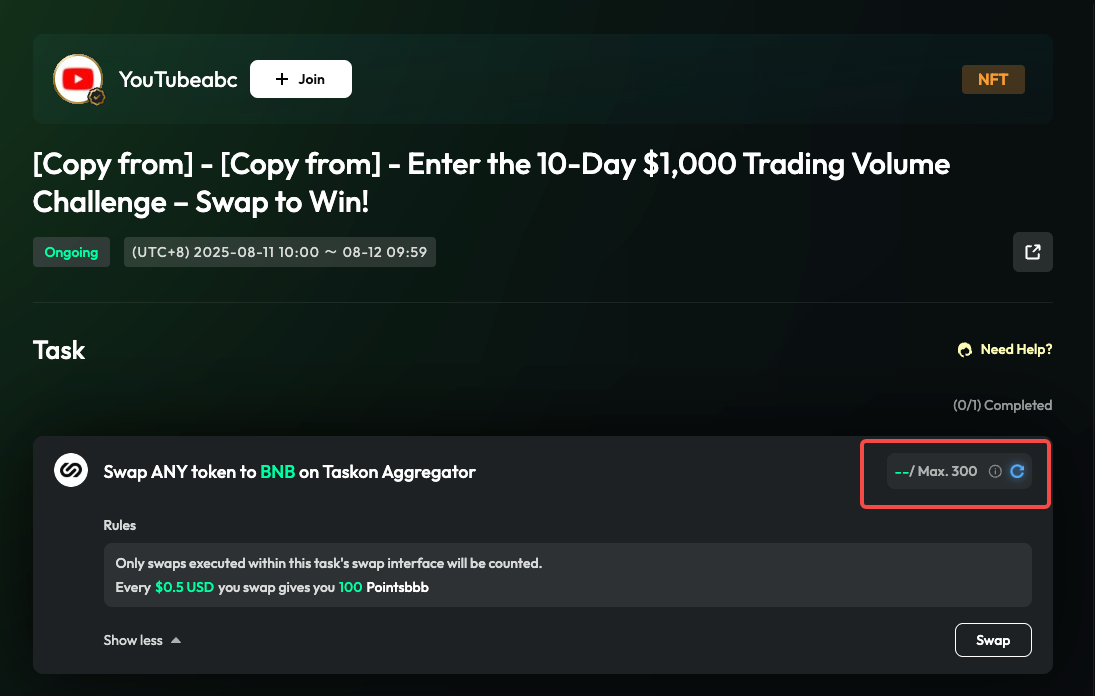 YouTubeabc
+ Join
NFT
[Copy from] - [Copy from] - Enter the 10-Day $1,000 Trading Volume
Challenge – Swap to Win!
Ongoing
(UTC+8) 2025-08-11 10:00 ～ 08-12 09:59
Task
Need Help?
(0/1) Completed
Swap ANY token to BNB on Taskon Aggregator
--/ Max. 300
Rules
Only swaps executed within this task's swap interface will be counted.
Every $0.5 USD you swap gives you 100 Pointsbbb
Show less
Swap